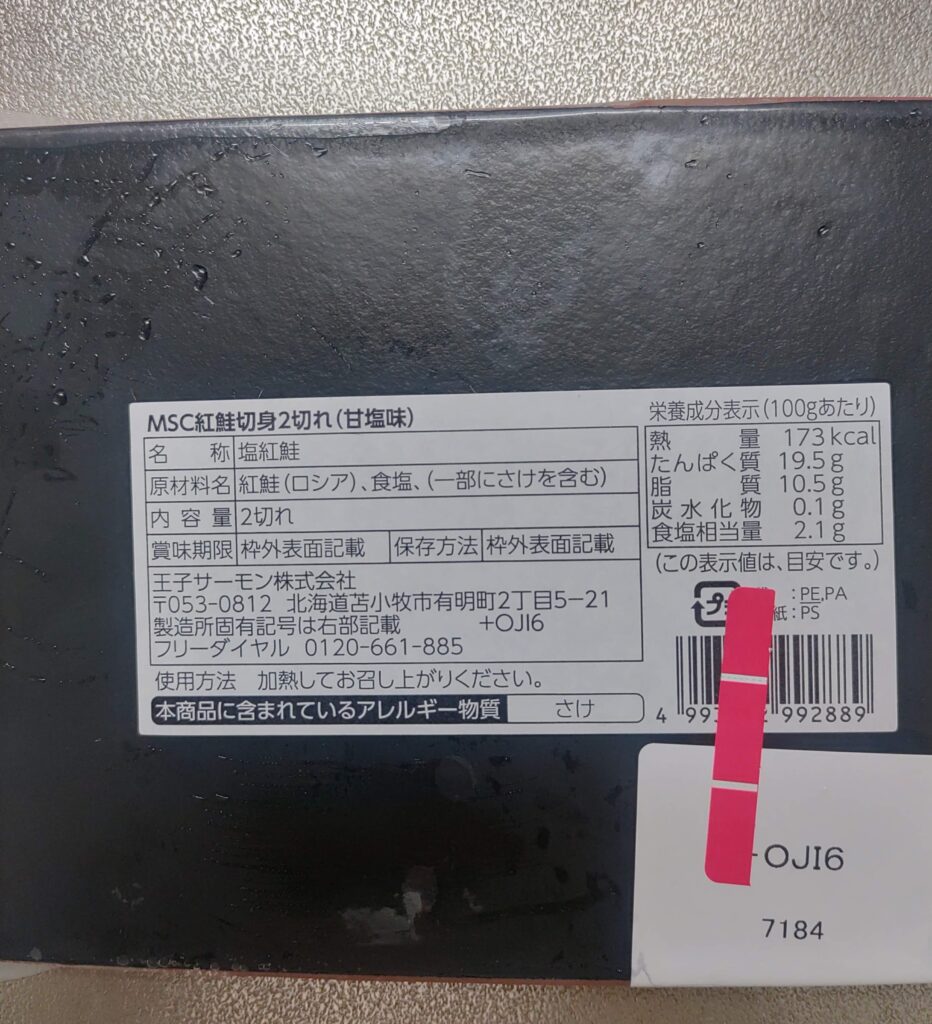 MSC紅鮭切身2切れ(甘塩味)
名 称 塩紅鮭
原材料名 紅鮭(ロシア)、食塩、(一部にさけを含む)
内容量 2切れ
賞味期限 枠外表面記載 保存方法 枠外表面記載
王子サーモン株式会社
〒053-0812 北海道苫小牧市有明町2丁目5-21
製造所固有記号は右部記載 +OJI6
フリーダイヤル 0120-661-885
使用方法 加熱してお召し上がりください。
本商品に含まれているアレルギー物質 さけ
栄養成分表示(100gあたり)
熱量 173kcal
たんぱく質 19.5g
脂質 10.5g
炭水化物 0.1g
食塩相当量 2.1g
(この表示値は、目安です。)
プ
:PE,PA
紙:PS
4 99 992889
-OJI6
7184